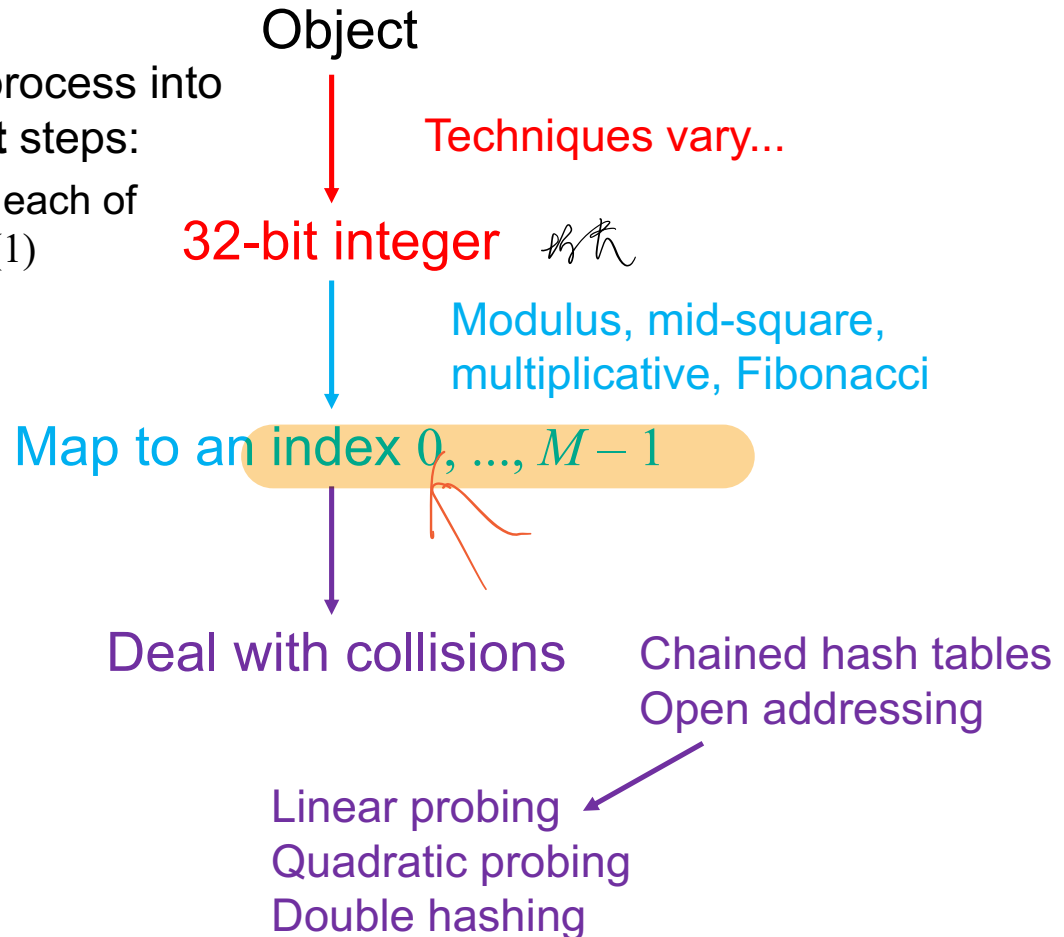 Object
process into
t steps:
Techniques vary...
each of
(1)
32-bit integer
Modulus, mid-square,
multiplicative, Fibonacci
Map to an index 0, ..., M – 1
Deal with collisions
Chained hash tables
Open addressing
Linear probing
Quadratic probing
Double hashing